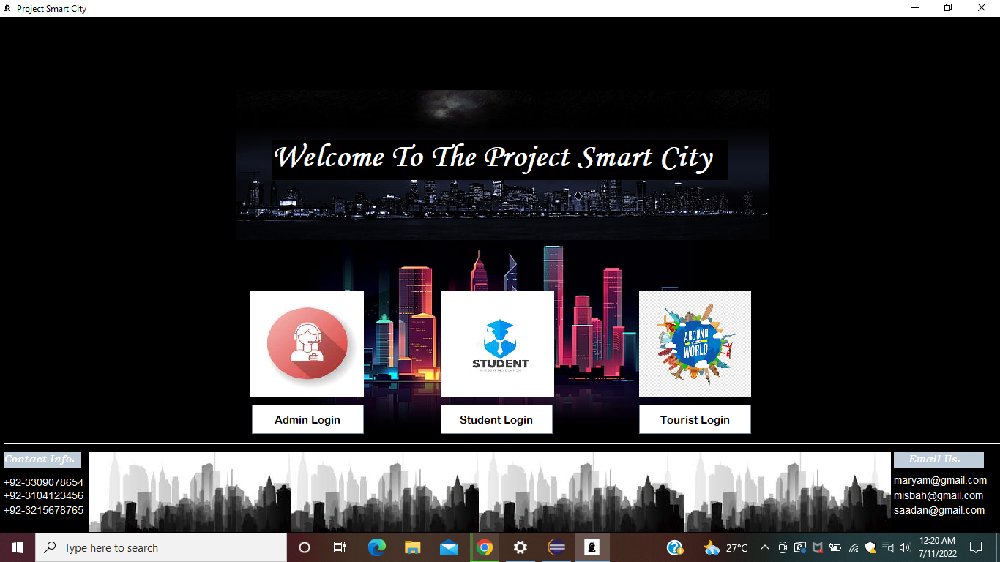 Project Smart City
Welcome To The Project Smart City
AROUND
THE
WORLD
STUDENT
Admin Login
Student Login
Tourist Login
Contact Info.
+92-3309078654
+92-3104123456
+92-3215678765
Email Us.
maryam@gmail.com
misbah@gmail.com
saadan@gmail.com
Type here to search
27°C
12:20 AM
7/11/2022